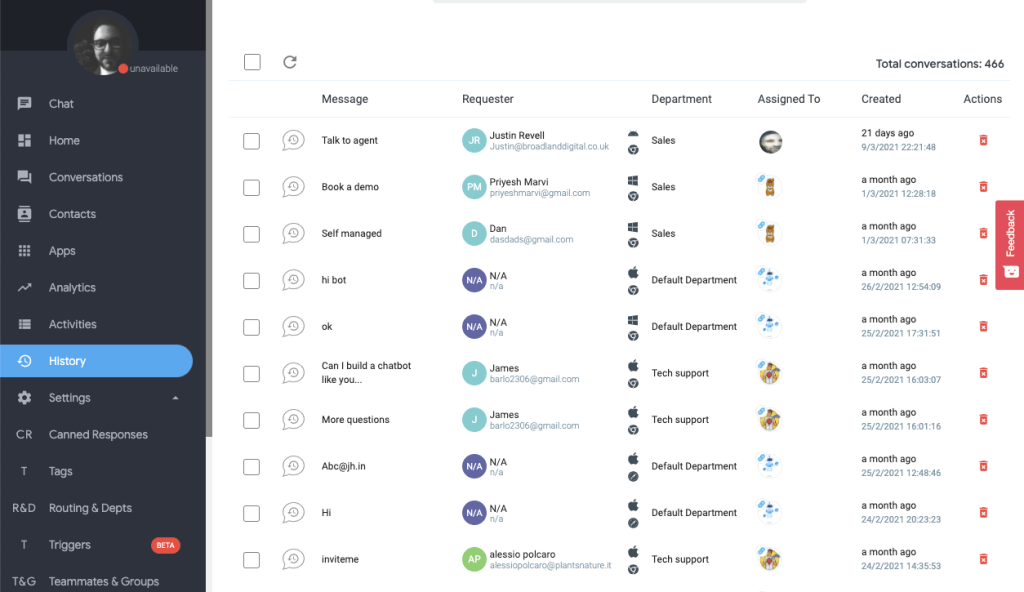 unavailable
Chat
Home
Conversations
Contacts
Apps
Analytics
Activities
History
Settings
CR Canned Responses
T Tags
R&D Routing & Depts
T Triggers BETA
T&G Teammates & Groups
Total conversations: 466
Message Requester Department Assigned To Created Actions
Talk to agent JR Justin Revell Sales 21 days ago
Justin@broadlanddigital.co.uk 9/3/2021 22:21:48
Book a demo PM Priyesh Marvi Sales a month ago
priyeshmarvi@gmail.com 1/3/2021 12:28:18
Self managed D Dan Sales a month ago
dasdads@gmail.com 1/3/2021 07:31:33
hi bot N/A N/A Default Department a month ago
n/a 26/2/2021 12:54:09
ok N/A N/A Default Department a month ago
n/a 25/2/2021 17:31:51
Can I build a chatbot J James Tech support a month ago
like you... barlo2306@gmail.com 25/2/2021 16:03:07
More questions J James Tech support a month ago
barlo2306@gmail.com 25/2/2021 16:01:16
Abc@jh.in N/A N/A Default Department a month ago
n/a 25/2/2021 12:48:46
Hi N/A N/A Default Department a month ago
n/a 24/2/2021 20:23:23
inviteme AP alessio polcaro Tech support a month ago
alessiopolcaro@plantsnature.it 24/2/2021 14:35:53
Feedback